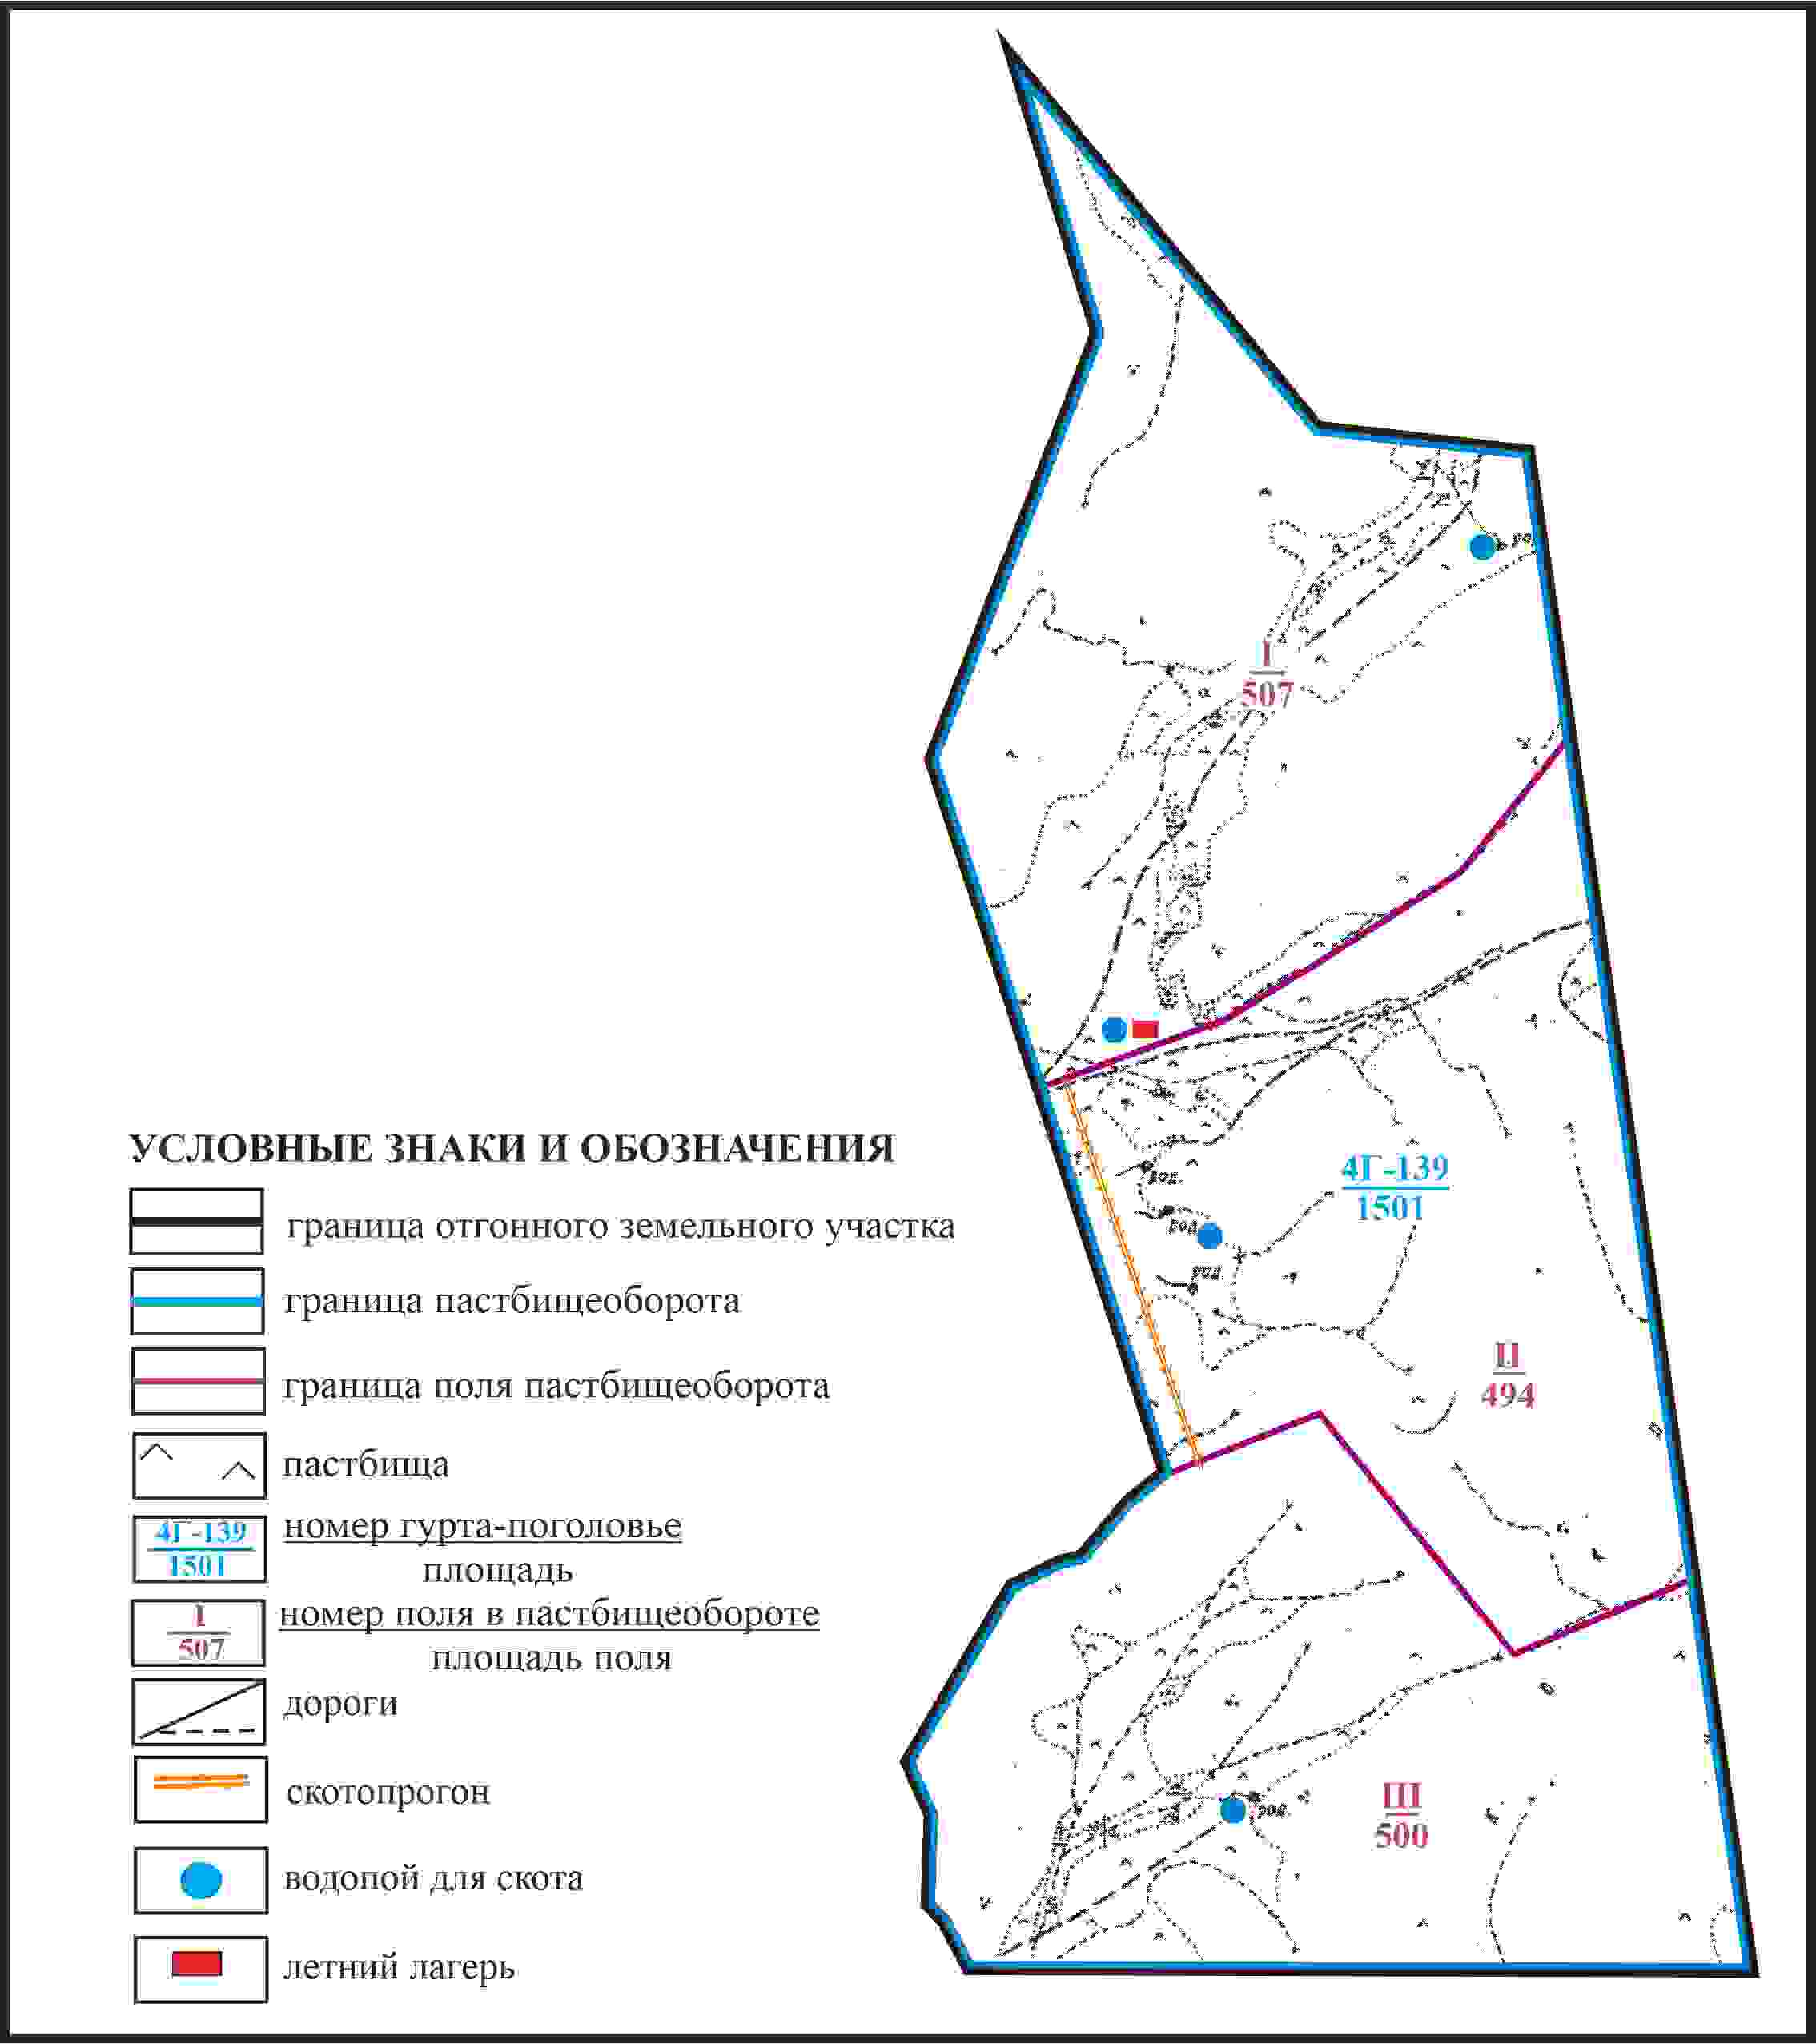 ро
I
507
УСЛОВНЫЕ ЗНАКИ И ОБОЗНАЧЕНИЯ
граница отгонного земельного участка
граница пастбищеоборота
граница поля пастбищеоборота
пастбища
4Г-139
1501
номер гурта-поголовье
площадь
I
507
номер поля в пастбищеобороте
площадь поля
дороги
скотопрогон
водопой для скота
летний лагерь
род.
4Г-139
1501
род
род.
II
494
III
500
род.